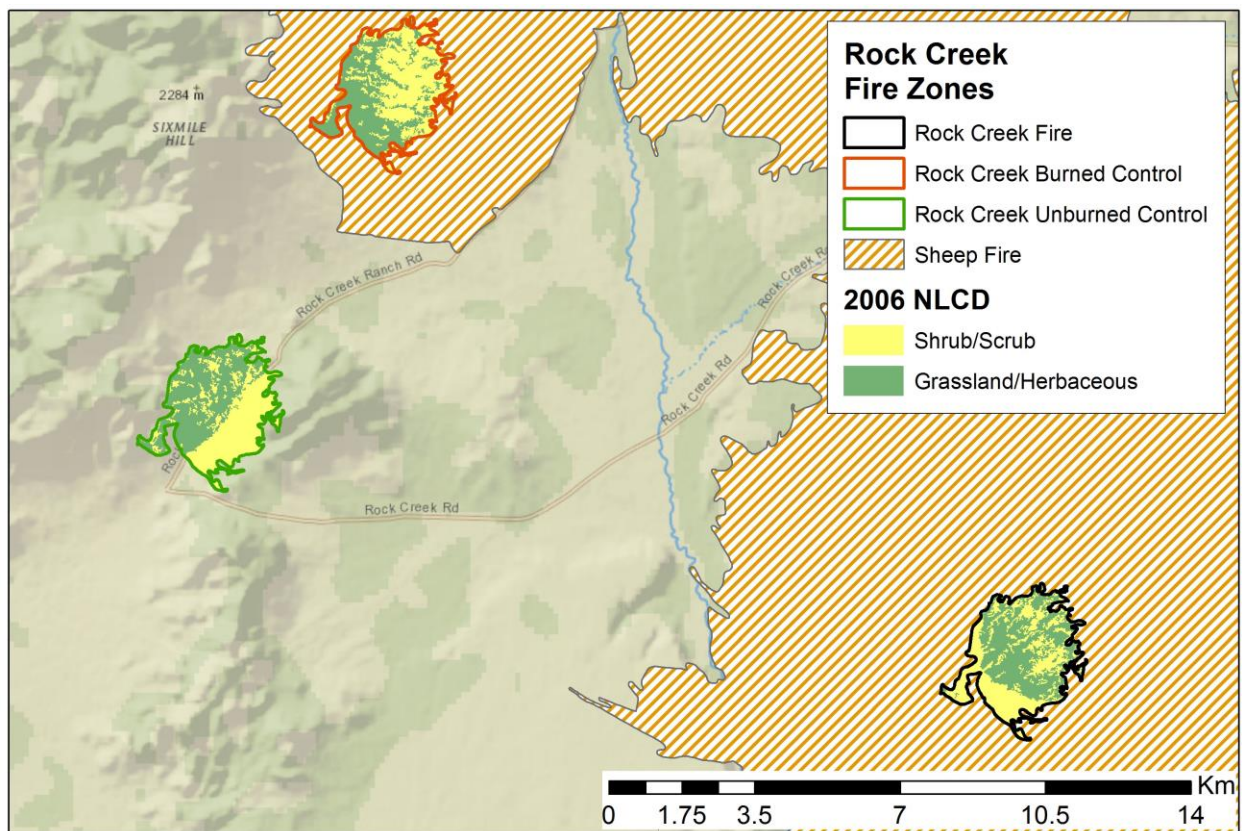 Rock Creek
Fire Zones
Rock Creek Fire
Rock Creek Burned Control
Rock Creek Unburned Control
Sheep Fire
2006 NLCD
Shrub/Scrub
Grassland/Herbaceous
2284 m
SIXMILE
HILL
Rock Creek Ranch Rd
Rock Creek
Rock Creek Rd
Roc
Rock Creek Rd
Km
0 1.75 3.5 7 10.5 14